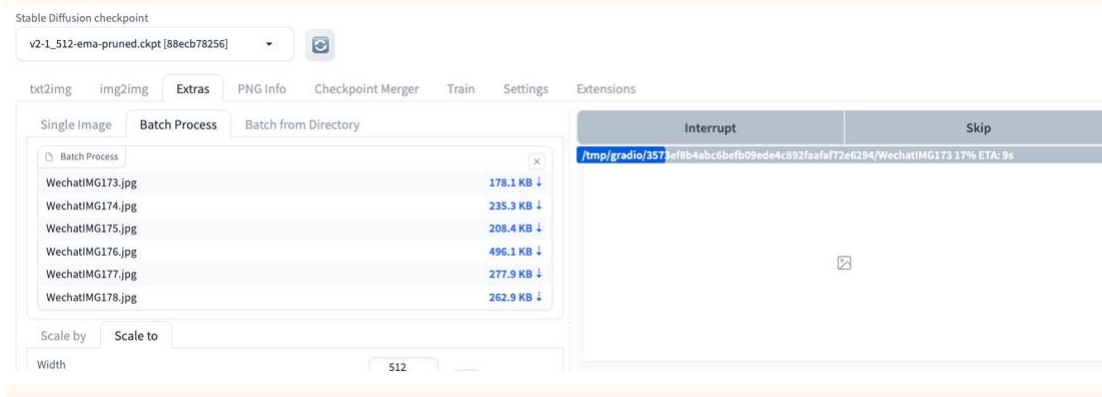 Stable Diffusion checkpoint
v2-1_512-ema-pruned.ckpt [88ecb78256]
txt2img img2img Extras PNG Info Checkpoint Merger Train Settings Extensions
Single Image Batch Process Batch from Directory
Interrupt Skip
Batch Process
/tmp/gradio/3573ef8b4abc6befb09ede4c892faafaf72e6294/WechatIMG173 17% ETA: 9s
WechatIMG173.jpg 178.1 KB ↓
WechatIMG174.jpg 235.3 KB ↓
WechatIMG175.jpg 208.4 KB ↓
WechatIMG176.jpg 496.1 KB ↓
WechatIMG177.jpg 277.9 KB ↓
WechatIMG178.jpg 262.9 KB ↓
Scale by Scale to
Width 512